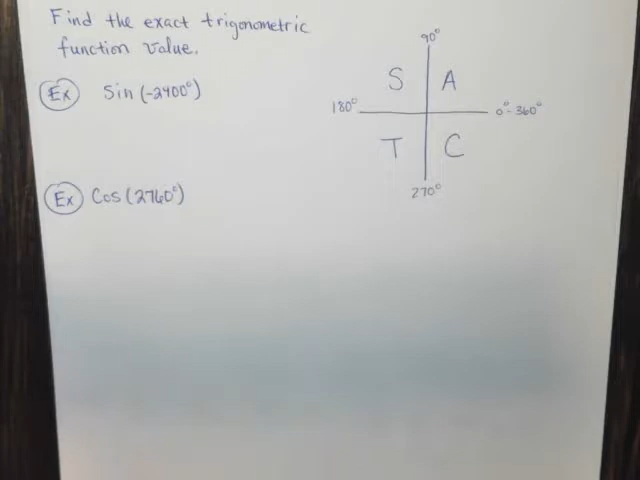 Find the exact trigonometric
function value.
Ex Sin (-2400°)
Ex Cos (2760°)
90°
S A
180° 0°-360°
T C
270°